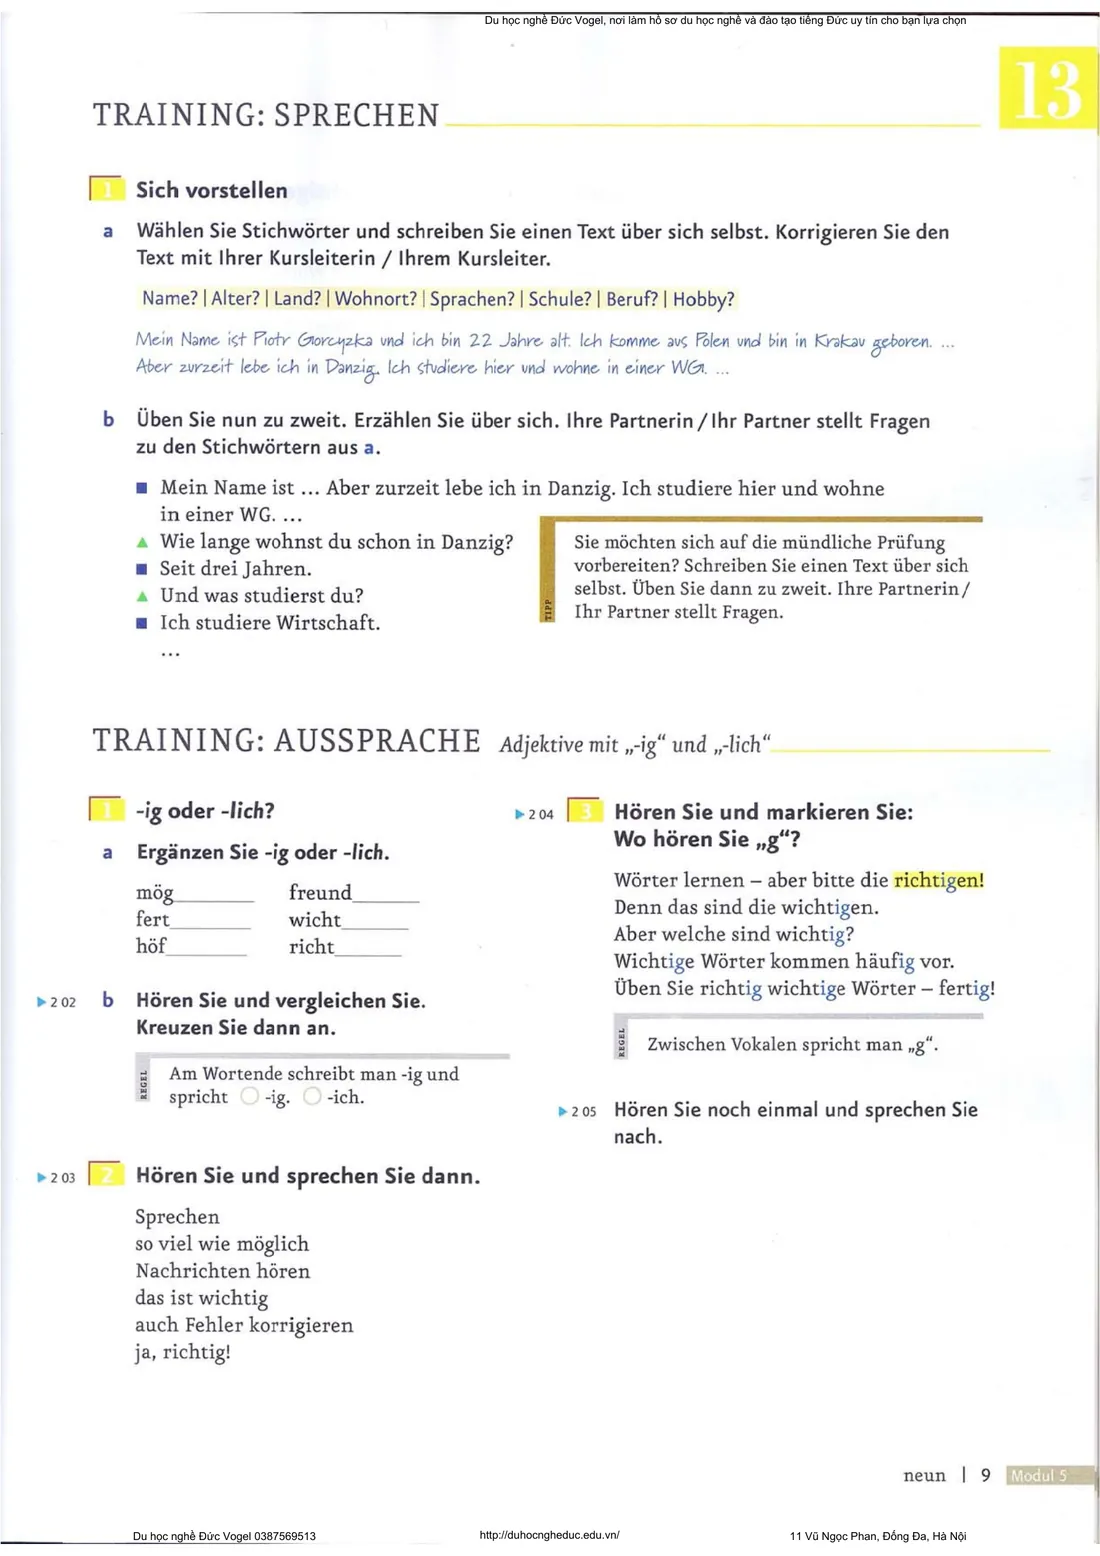 Du học nghề Đức Vogel, nơi làm hồ sơ du học nghề và đào tạo tiếng Đức uy tín cho bạn lựa chọn
13
TRAINING: SPRECHEN
1 Sich vorstellen
a Wählen Sie Stichwörter und schreiben Sie einen Text über sich selbst. Korrigieren Sie den
Text mit Ihrer Kursleiterin / Ihrem Kursleiter.
Name? | Alter? | Land? | Wohnort? | Sprachen? | Schule? | Beruf? | Hobby?
Mein Name ist Piotr Gorczyzka und ich bin 22 Jahre alt. Ich komme aus Polen und bin in Krakau geboren. ...
Aber zurzeit lebe ich in Danzig. Ich studiere hier und wohne in einer WG. ...
b Üben Sie nun zu zweit. Erzählen Sie über sich. Ihre Partnerin / Ihr Partner stellt Fragen
zu den Stichwörtern aus a.
■ Mein Name ist ... Aber zurzeit lebe ich in Danzig. Ich studiere hier und wohne
in einer WG. ...
▲ Wie lange wohnst du schon in Danzig?
■ Seit drei Jahren.
▲ Und was studierst du?
■ Ich studiere Wirtschaft.
...
TIPP
Sie möchten sich auf die mündliche Prüfung
vorbereiten? Schreiben Sie einen Text über sich
selbst. Üben Sie dann zu zweit. Ihre Partnerin /
Ihr Partner stellt Fragen.
TRAINING: AUSSPRACHE Adjektive mit „-ig“ und „-lich“
1 -ig oder -lich?
a Ergänzen Sie -ig oder -lich.
mög________ freund_______
fert________ wicht_______
höf________ richt_______
▶ 2 02 b Hören Sie und vergleichen Sie.
Kreuzen Sie dann an.
REGEL
Am Wortende schreibt man -ig und
spricht ○ -ig. ○ -ich.
▶ 2 03 2 Hören Sie und sprechen Sie dann.
Sprechen
so viel wie möglich
Nachrichten hören
das ist wichtig
auch Fehler korrigieren
ja, richtig!
▶ 2 04 3 Hören Sie und markieren Sie:
Wo hören Sie „g“?
Wörter lernen – aber bitte die richtigen!
Denn das sind die wichtigen.
Aber welche sind wichtig?
Wichtige Wörter kommen häufig vor.
Üben Sie richtig wichtige Wörter – fertig!
REGEL
Zwischen Vokalen spricht man „g“.
▶ 2 05 Hören Sie noch einmal und sprechen Sie
nach.
neun | 9 Modul 5
Du học nghề Đức Vogel 0387569513 http://duhocngheduc.edu.vn/ 11 Vũ Ngọc Phan, Đống Đa, Hà Nội